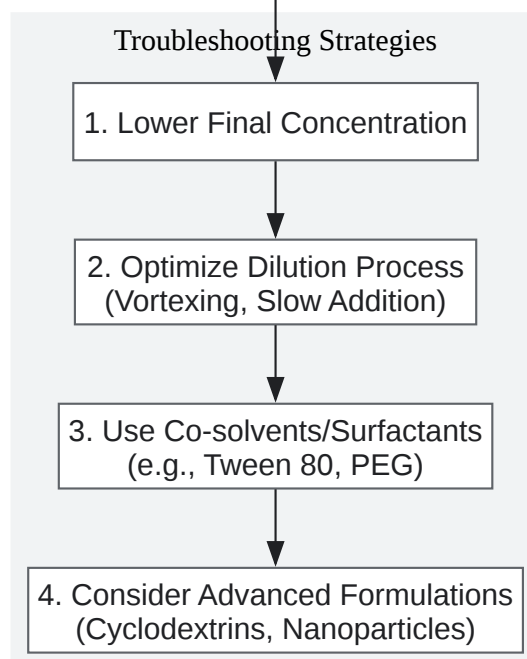 Troubleshooting Strategies
1. Lower Final Concentration
2. Optimize Dilution Process
(Vortexing, Slow Addition)
3. Use Co-solvents/Surfactants
(e.g., Tween 80, PEG)
4. Consider Advanced Formulations
(Cyclodextrins, Nanoparticles)